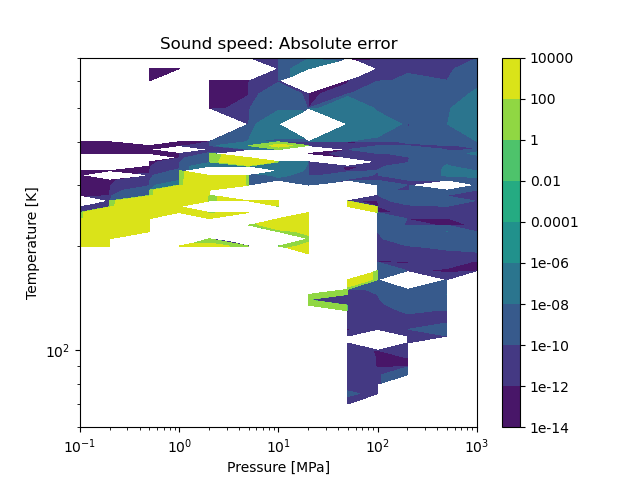 Sound speed: Absolute error
Temperature [K]
10²
10⁻¹ 10⁰ 10¹ 10² 10³
Pressure [MPa]
10000
100
1
0.01
0.0001
1e-06
1e-08
1e-10
1e-12
1e-14